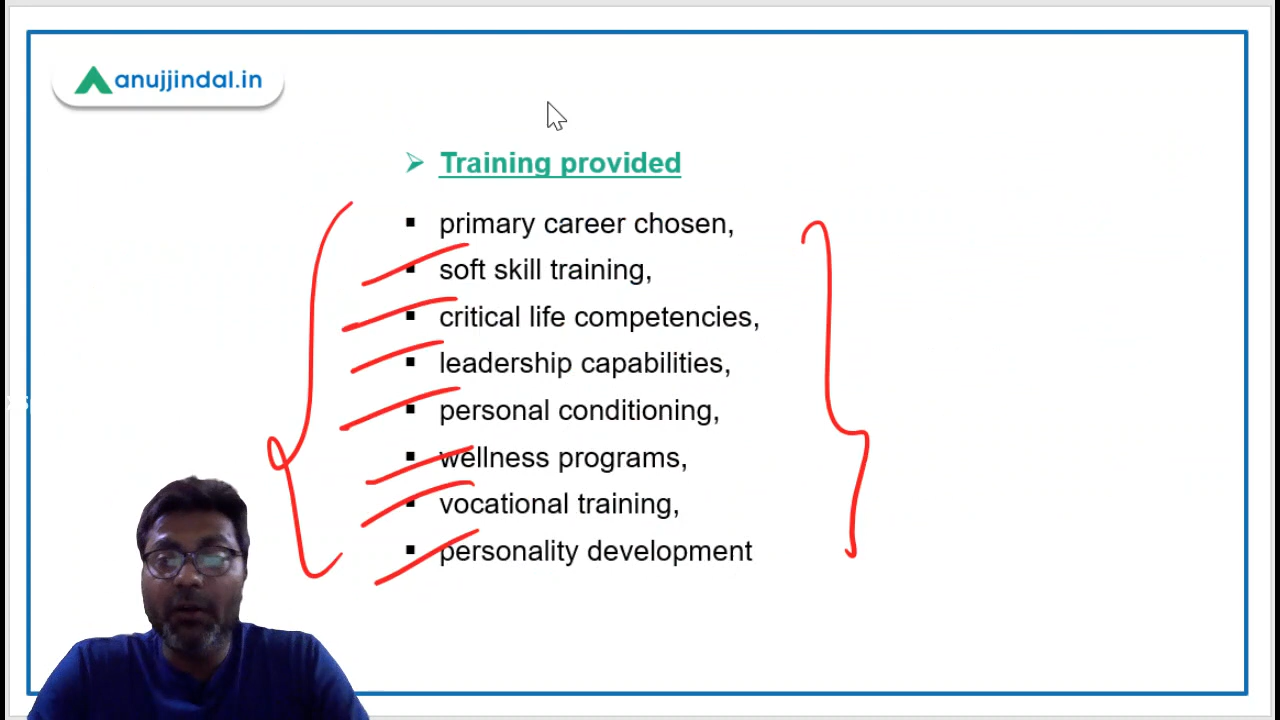 anujjindal.in
Training provided
primary career chosen,
soft skill training,
critical life competencies,
leadership capabilities,
personal conditioning,
wellness programs,
vocational training,
personality development